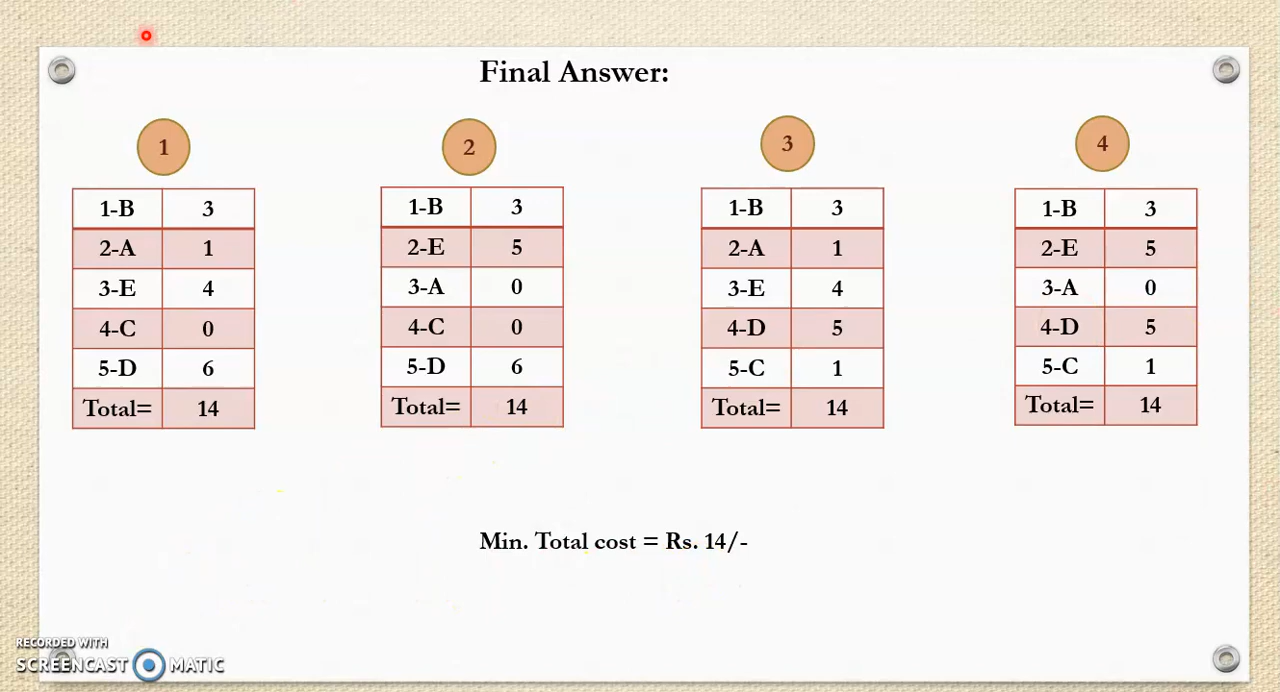 Final Answer:
1
1-B 3
2-A 1
3-E 4
4-C 0
5-D 6
Total= 14
2
1-B 3
2-E 5
3-A 0
4-C 0
5-D 6
Total= 14
3
1-B 3
2-A 1
3-E 4
4-D 5
5-C 1
Total= 14
4
1-B 3
2-E 5
3-A 0
4-D 5
5-C 1
Total= 14
Min. Total cost = Rs. 14/-
RECORDED WITH
SCREENCAST MATIC